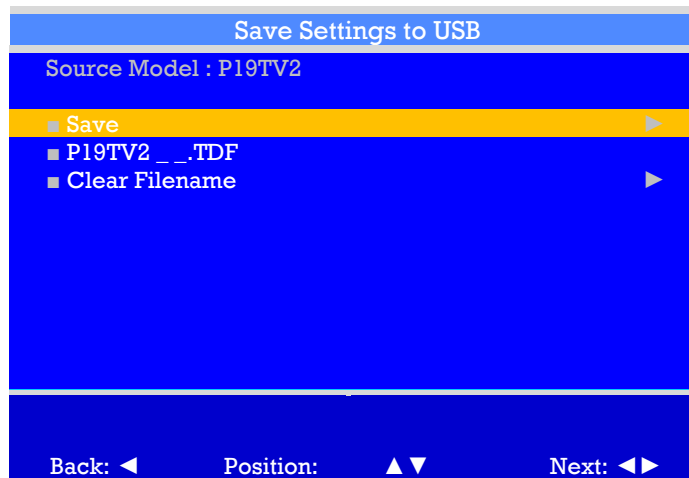 Save Settings to USB
Source Model : P19TV2
■ Save ►
■ P19TV2 _ _.TDF
■ Clear Filename ►
Back: ◄ Position: ▲▼ Next: ◄►